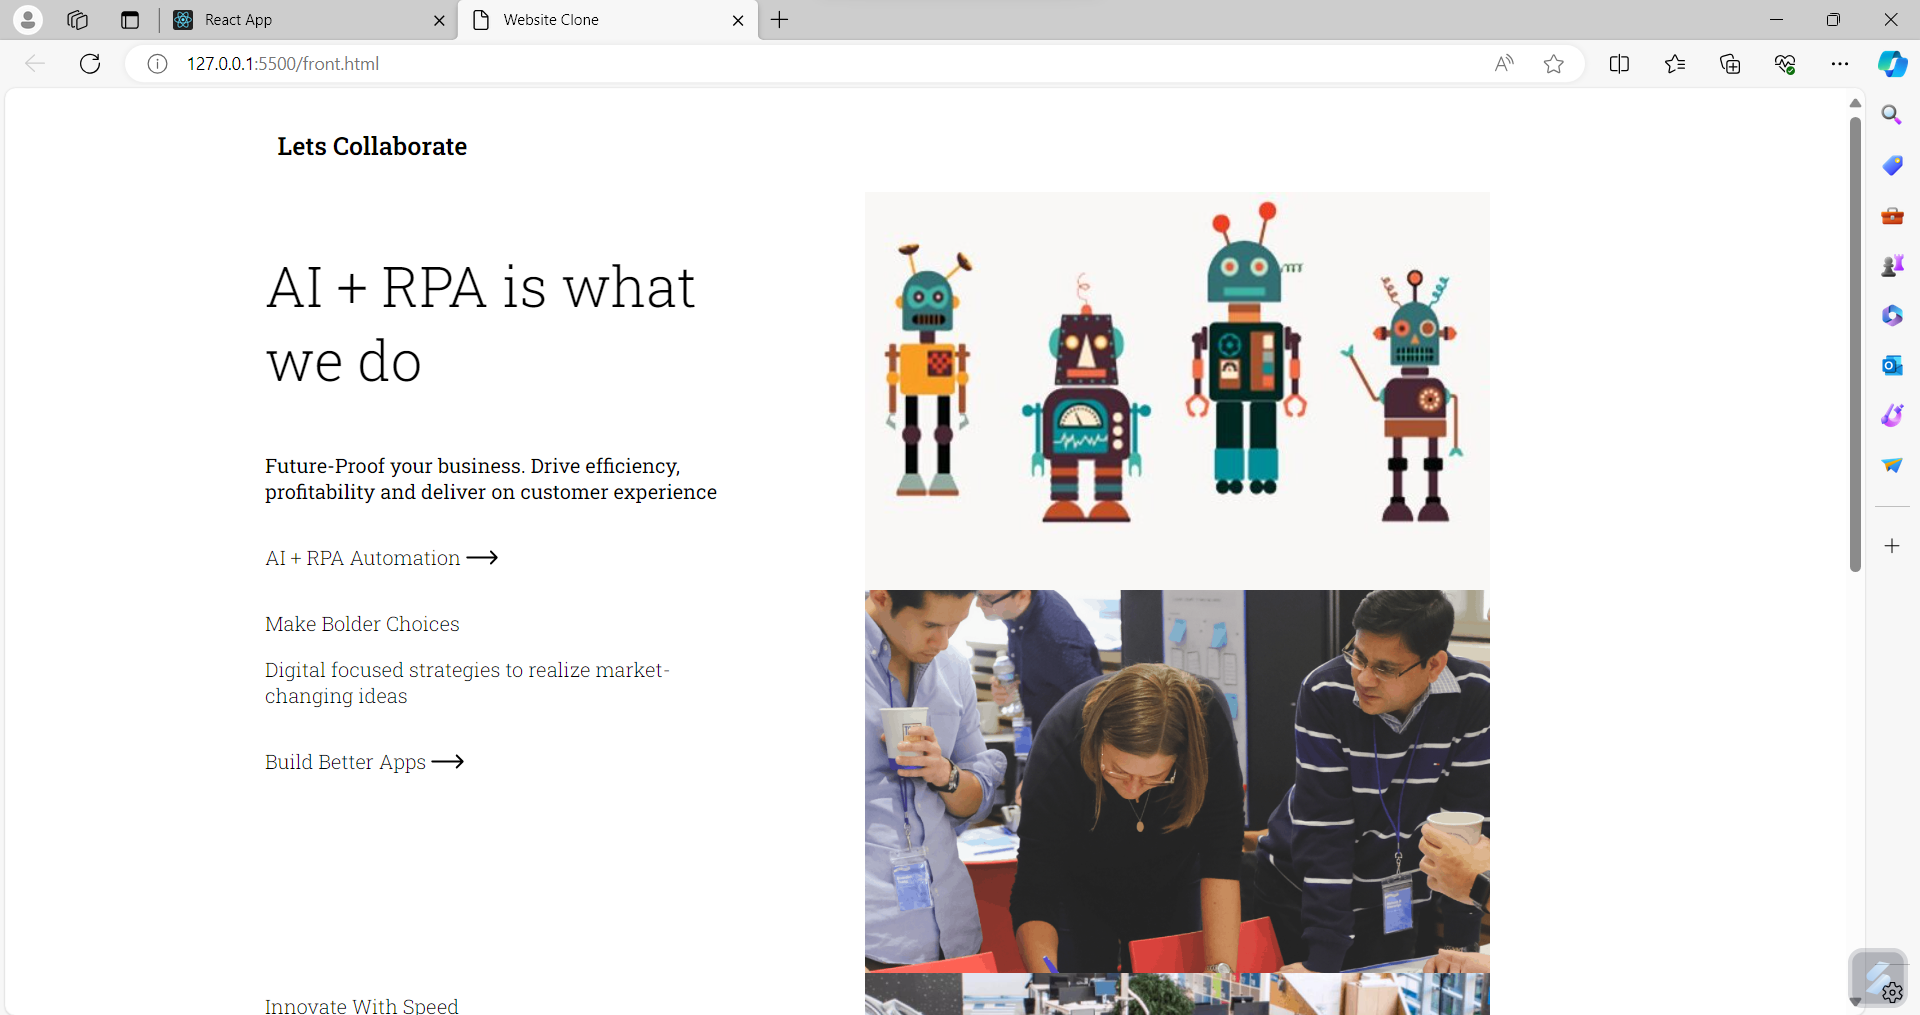 React App
Website Clone
127.0.0.1:5500/front.html
Lets Collaborate
AI + RPA is what
we do
Future-Proof your business. Drive efficiency,
profitability and deliver on customer experience
AI + RPA Automation
Make Bolder Choices
Digital focused strategies to realize market-
changing ideas
Build Better Apps
Innovate With Speed